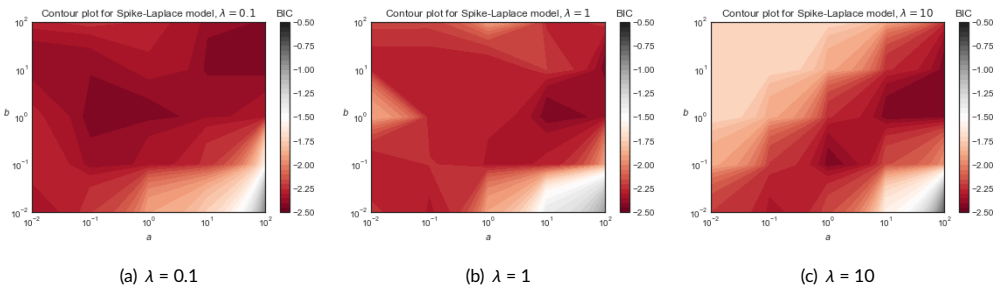 Contour plot for Spike-Laplace model, λ = 0.1 BIC
10² 10¹ 10⁰ 10⁻¹ 10⁻²
b
10⁻² 10⁻¹ 10⁰ 10¹ 10²
a
−0.50 −0.75 −1.00 −1.25 −1.50 −1.75 −2.00 −2.25 −2.50
Contour plot for Spike-Laplace model, λ = 1 BIC
10² 10¹ 10⁰ 10⁻¹ 10⁻²
b
10⁻² 10⁻¹ 10⁰ 10¹ 10²
a
−0.50 −0.75 −1.00 −1.25 −1.50 −1.75 −2.00 −2.25 −2.50
Contour plot for Spike-Laplace model, λ = 10 BIC
10² 10¹ 10⁰ 10⁻¹ 10⁻²
b
10⁻² 10⁻¹ 10⁰ 10¹ 10²
a
−0.50 −0.75 −1.00 −1.25 −1.50 −1.75 −2.00 −2.25 −2.50
(a) λ = 0.1
(b) λ = 1
(c) λ = 10